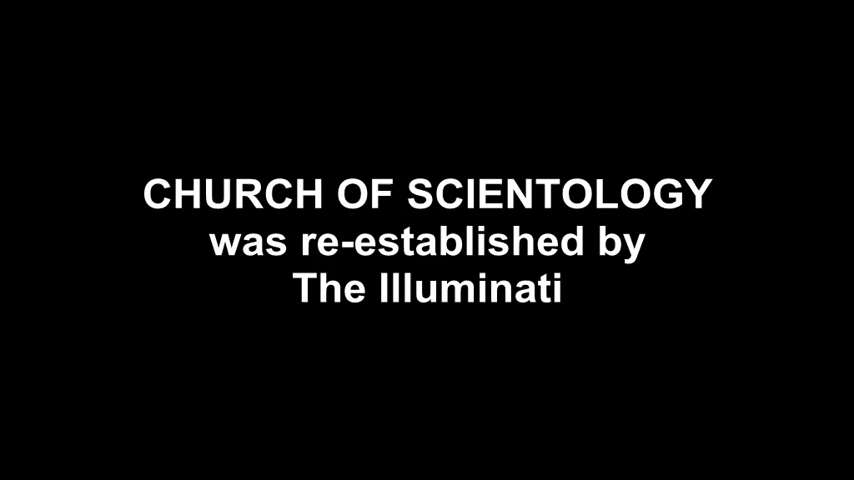 CHURCH OF SCIENTOLOGY
was re-established by
The Illuminati